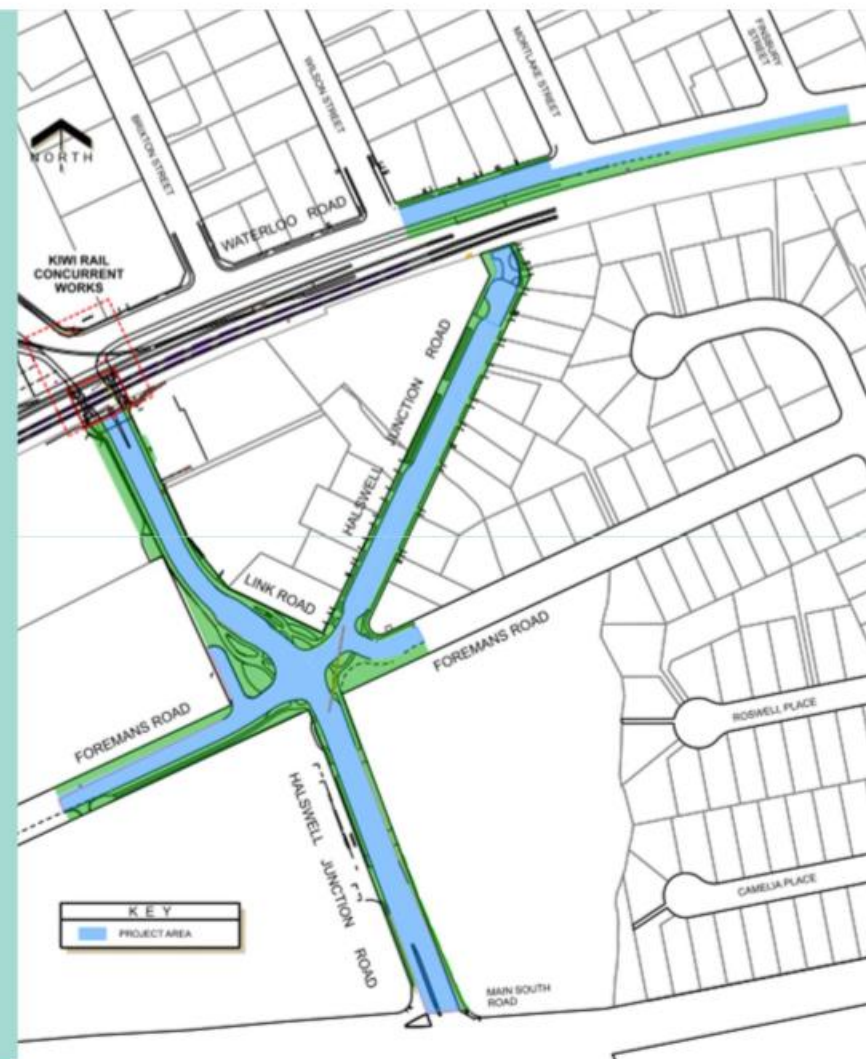 FINSBURY
STREET
MORTLAKE STREET
WILSON STREET
BRIXTON STREET
NORTH
WATERLOO ROAD
KIWI RAIL
CONCURRENT
WORKS
HALSWELL JUNCTION ROAD
LINK ROAD
FOREMANS ROAD
FOREMANS ROAD
ROSWELL PLACE
HALSWELL JUNCTION ROAD
CAMELIA PLACE
KEY
PROJECT AREA
MAIN SOUTH
ROAD